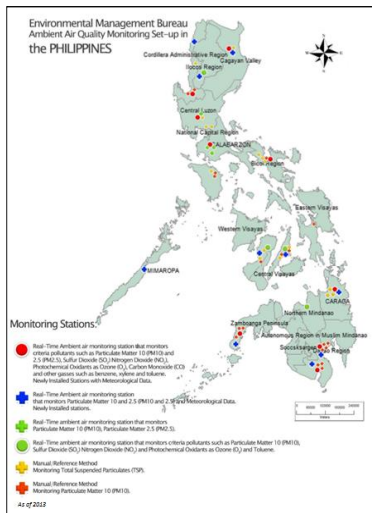 Environmental Management Bureau
Ambient Air Quality Monitoring Set-up in
the PHILIPPINES
Cordillera Administrative Region
Cagayan Valley
Ilocos Region
Central Luzon
National Capital Region
CALABARZON
Bicol Region
Eastern Visayas
Western Visayas
MIMAROPA
Central Visayas
CARAGA
Northern Mindanao
Zamboanga Peninsula
Autonomous Region in Muslim Mindanao
Soccsksargen
Davao Region
Monitoring Stations:
Real-Time Ambient air monitoring station that monitors
criteria pollutants such as Particulate Matter 10 (PM10) and
2.5 (PM2.5), Sulfur Dioxide (SO₂) Nitrogen Dioxide (NO₂),
Photochemical Oxidants as Ozone (O₃), Carbon Monoxide (CO)
and other gasses such as benzene, xylene and toluene.
Newly Installed Stations with Meteorological Data.
Real-Time ambient air monitoring station
that monitors Particulate Matter 10 and 2.5 (PM10 and 2.5) and Meteorological Data.
Newly Installed stations.
Real-Time ambient air monitoring station that monitors
Particulate Matter 10 (PM10), Particulate Matter 2.5 (PM2.5).
Real-Time ambient air monitoring station that monitors criteria pollutants such as Particulate Matter 10 (PM10),
Sulfur Dioxide (SO₂) Nitrogen Dioxide (NO₂) and Photochemical Oxidants as Ozone (O₃) and Toluene.
Manual/Reference Method
Monitoring Total Suspended Particulates (TSP).
Manual/Reference Method
Monitoring Particulate Matter 10 (PM10).
As of 2013